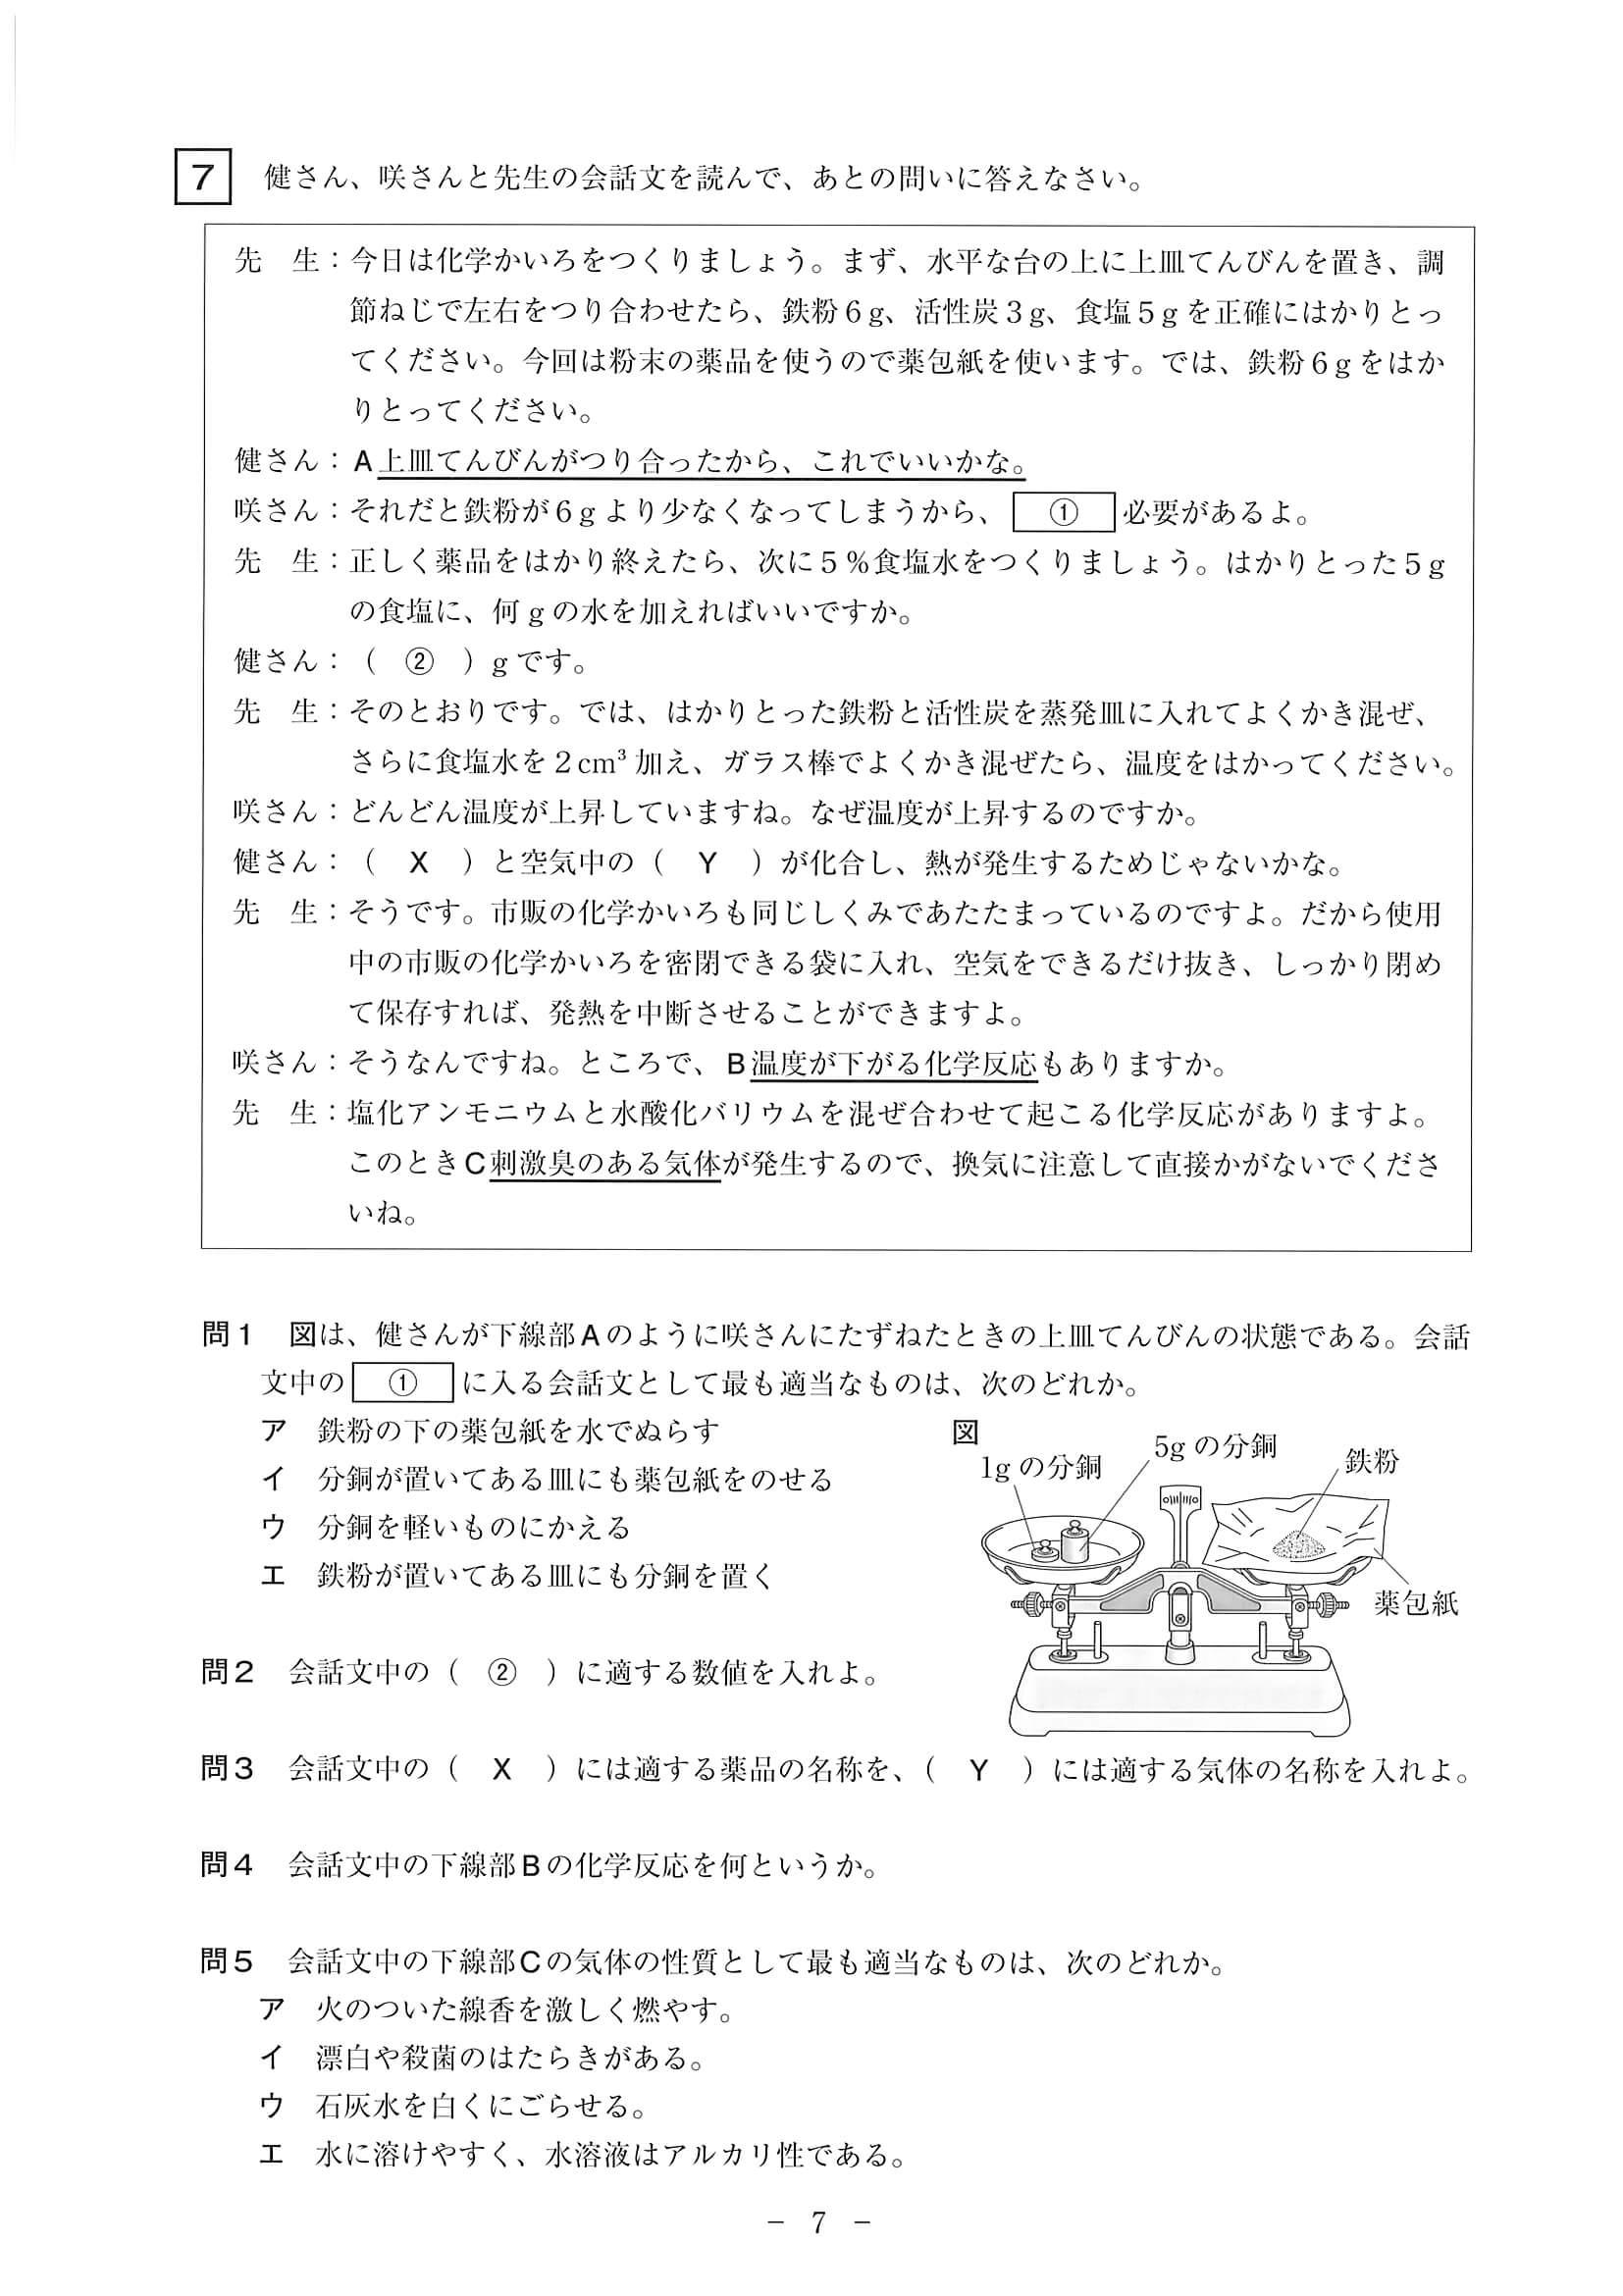 7 健さん、咲さんと先生の会話文を読んで、あとの問いに答えなさい。
先 生：今日は化学かいろをつくりましょう。まず、水平な台の上に上皿てんびんを置き、調
節ねじで左右をつり合わせたら、鉄粉6g、活性炭3g、食塩5gを正確にはかりとっ
てください。今回は粉末の薬品を使うので薬包紙を使います。では、鉄粉6gをはか
りとってください。
健さん：A上皿てんびんがつり合ったから、これでいいかな。
咲さん：それだと鉄粉が6gより少なくなってしまうから、 ① 必要があるよ。
先 生：正しく薬品をはかり終えたら、次に5％食塩水をつくりましょう。はかりとった5g
の食塩に、何gの水を加えればいいですか。
健さん：（ ② ）gです。
先 生：そのとおりです。では、はかりとった鉄粉と活性炭を蒸発皿に入れてよくかき混ぜ、
さらに食塩水を2cm³加え、ガラス棒でよくかき混ぜたら、温度をはかってください。
咲さん：どんどん温度が上昇していますね。なぜ温度が上昇するのですか。
健さん：（ X ）と空気中の（ Y ）が化合し、熱が発生するためじゃないかな。
先 生：そうです。市販の化学かいろも同じしくみであたたまっているのですよ。だから使用
中の市販の化学かいろを密閉できる袋に入れ、空気をできるだけ抜き、しっかり閉め
て保存すれば、発熱を中断させることができますよ。
咲さん：そうなんですね。ところで、B温度が下がる化学反応もありますか。
先 生：塩化アンモニウムと水酸化バリウムを混ぜ合わせて起こる化学反応がありますよ。
このときC刺激臭のある気体が発生するので、換気に注意して直接かがないでくださ
いね。
問1 図は、健さんが下線部Aのように咲さんにたずねたときの上皿てんびんの状態である。会話
文中の ① に入る会話文として最も適当なものは、次のどれか。
ア 鉄粉の下の薬包紙を水でぬらす
イ 分銅が置いてある皿にも薬包紙をのせる
ウ 分銅を軽いものにかえる
エ 鉄粉が置いてある皿にも分銅を置く
図
1gの分銅
5gの分銅
鉄粉
薬包紙
問2 会話文中の（ ② ）に適する数値を入れよ。
問3 会話文中の（ X ）には適する薬品の名称を、（ Y ）には適する気体の名称を入れよ。
問4 会話文中の下線部Bの化学反応を何というか。
問5 会話文中の下線部Cの気体の性質として最も適当なものは、次のどれか。
ア 火のついた線香を激しく燃やす。
イ 漂白や殺菌のはたらきがある。
ウ 石灰水を白くにごらせる。
エ 水に溶けやすく、水溶液はアルカリ性である。
－ 7 －